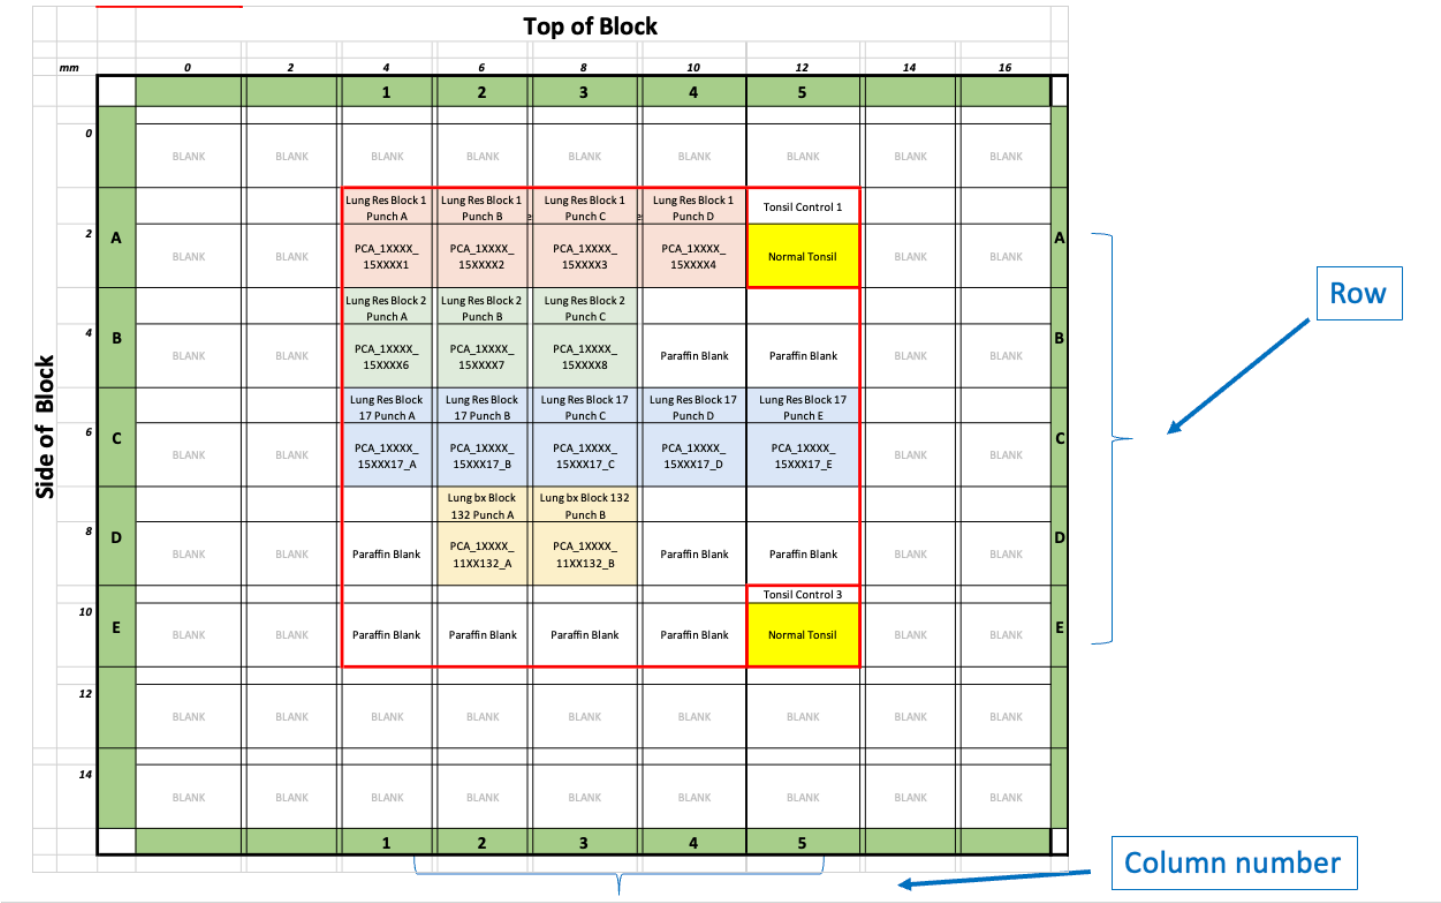 Top of Block
mm 0 2 4 6 8 10 12 14 16
1 2 3 4 5
0
BLANK BLANK BLANK BLANK BLANK BLANK BLANK BLANK BLANK
Lung Res Block 1 Lung Res Block 1 Lung Res Block 1 Lung Res Block 1 Tonsil Control 1
Punch A Punch B Punch C Punch D
2 A A
BLANK BLANK PCA_1XXXX_ PCA_1XXXX_ PCA_1XXXX_ PCA_1XXXX_ Normal Tonsil BLANK BLANK
15XXXX1 15XXXX2 15XXXX3 15XXXX4
Row
Lung Res Block 2 Lung Res Block 2 Lung Res Block 2
Punch A Punch B Punch C
4 B B
BLANK BLANK PCA_1XXXX_ PCA_1XXXX_ PCA_1XXXX_ Paraffin Blank Paraffin Blank BLANK BLANK
15XXXX6 15XXXX7 15XXXX8
Side of Block
Lung Res Block Lung Res Block Lung Res Block 17 Lung Res Block 17 Lung Res Block 17
17 Punch A 17 Punch B Punch C Punch D Punch E
6 C C
BLANK BLANK PCA_1XXXX_ PCA_1XXXX_ PCA_1XXXX_ PCA_1XXXX_ PCA_1XXXX_ BLANK BLANK
15XXX17_A 15XXX17_B 15XXX17_C 15XXX17_D 15XXX17_E
Lung bx Block Lung bx Block 132
132 Punch A Punch B
8 D D
BLANK BLANK Paraffin Blank PCA_1XXXX_ PCA_1XXXX_ Paraffin Blank Paraffin Blank BLANK BLANK
11XX132_A 11XX132_B
Tonsil Control 3
10 E E
BLANK BLANK Paraffin Blank Paraffin Blank Paraffin Blank Paraffin Blank Normal Tonsil BLANK BLANK
12
BLANK BLANK BLANK BLANK BLANK BLANK BLANK BLANK BLANK
14
BLANK BLANK BLANK BLANK BLANK BLANK BLANK BLANK BLANK
1 2 3 4 5
Column number